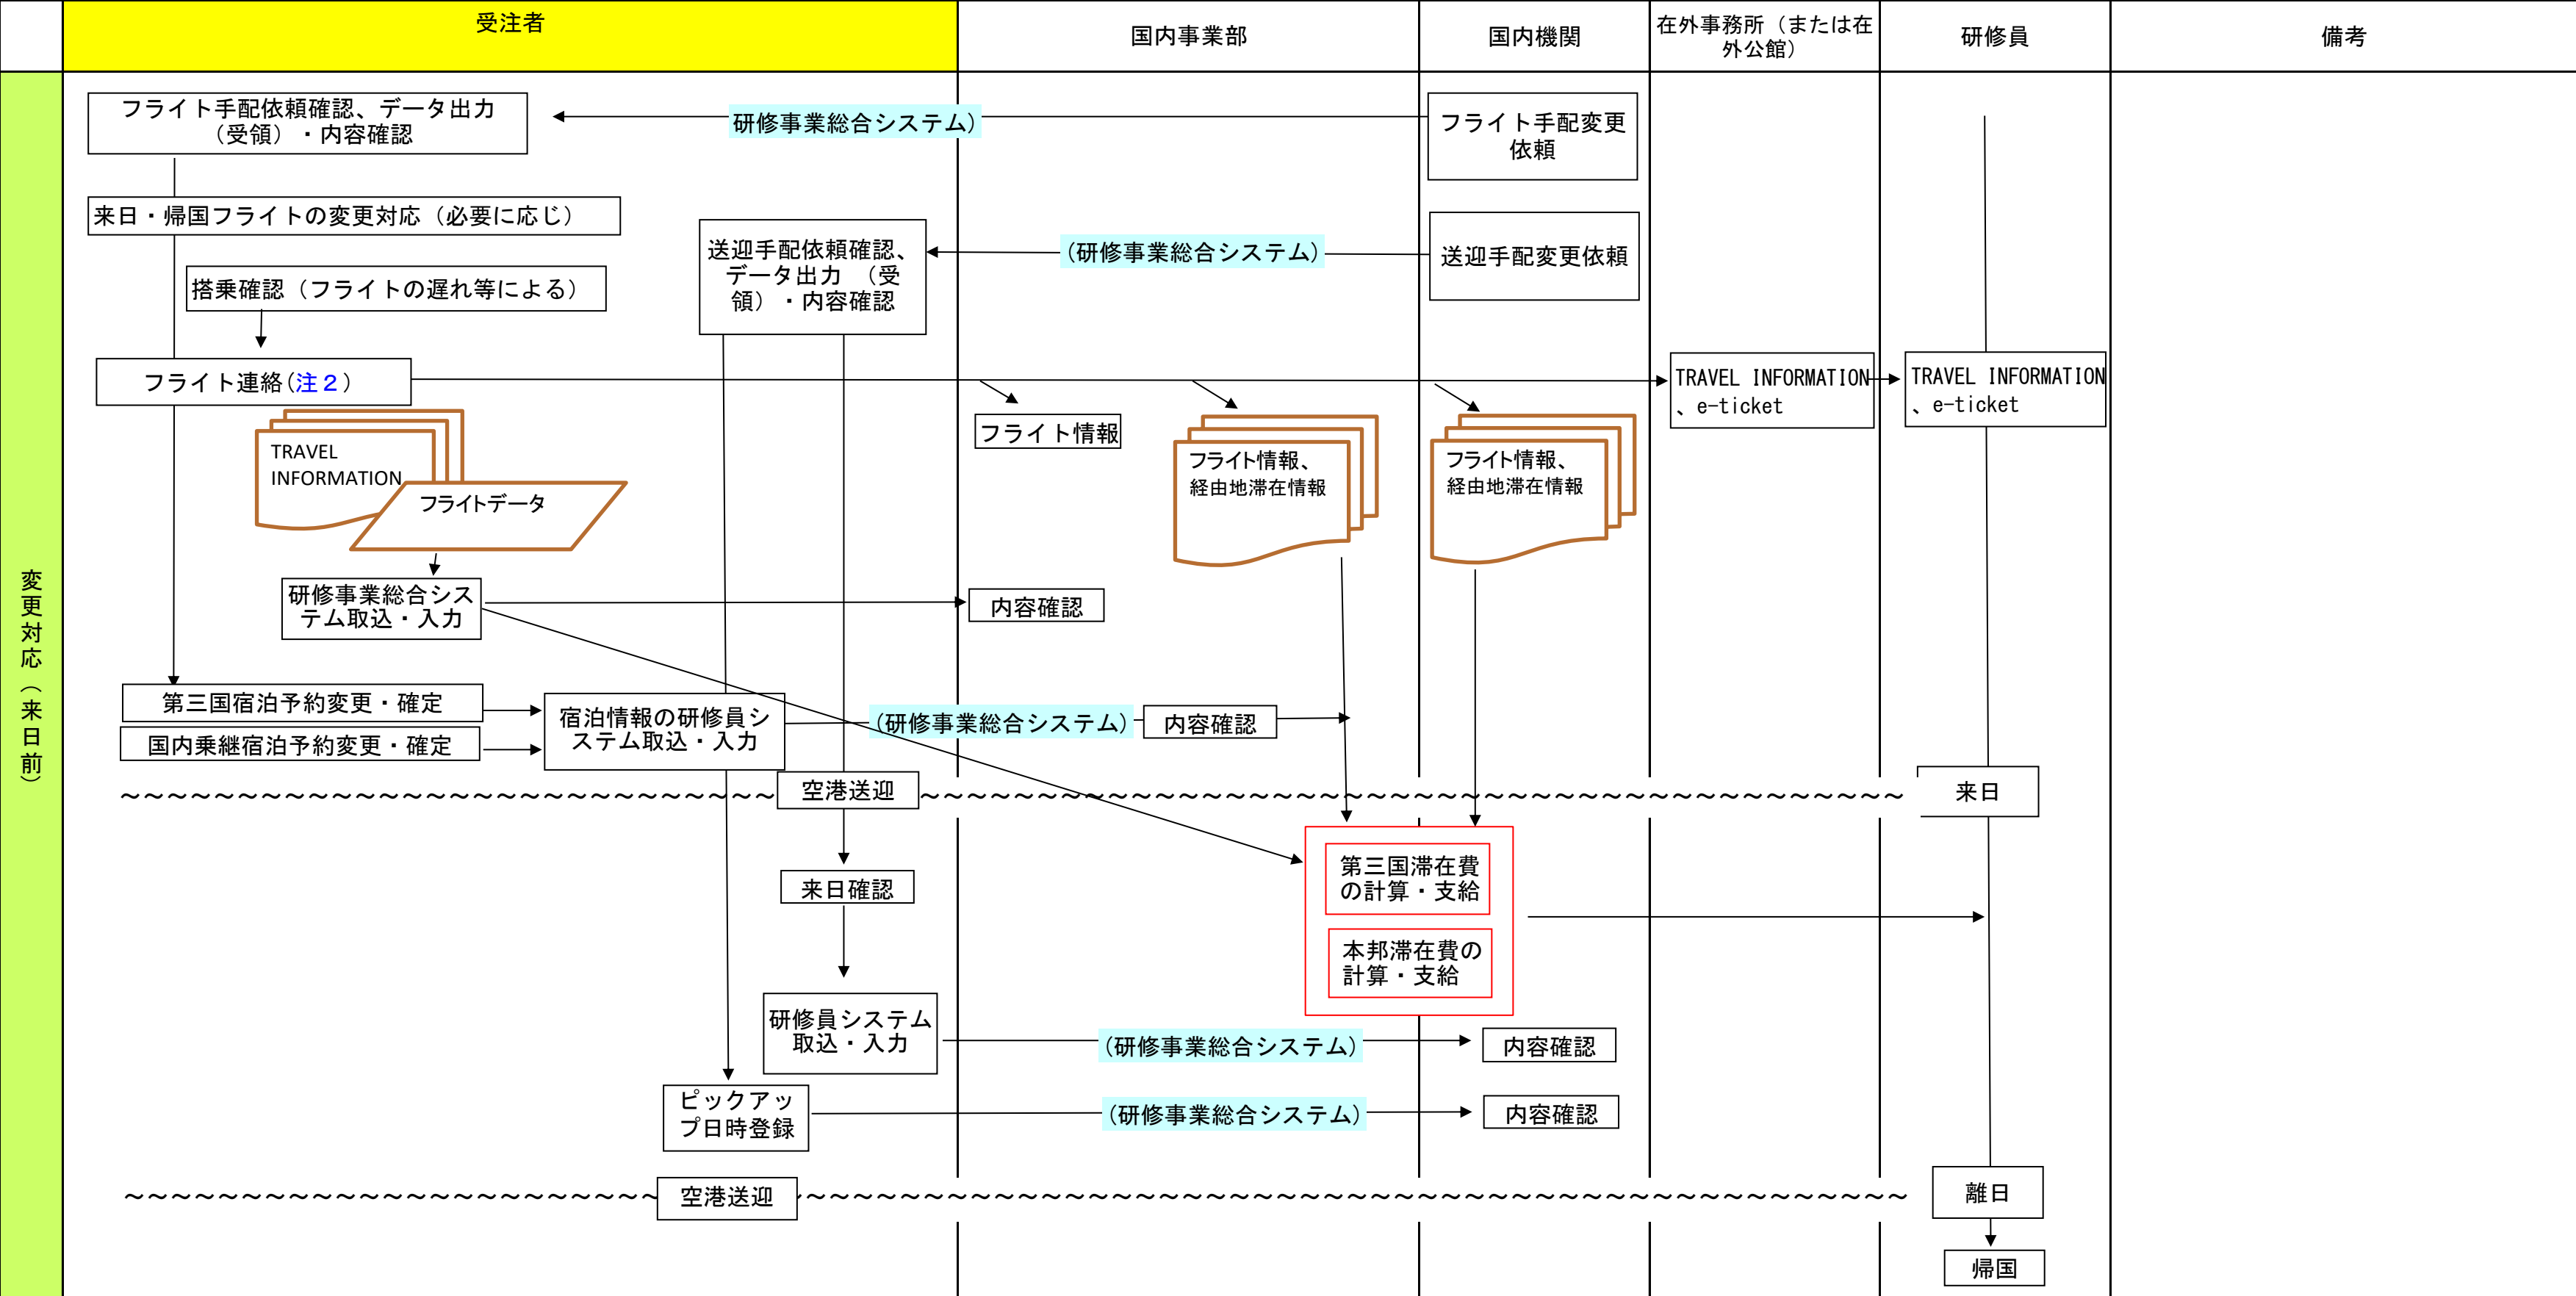 受注者
国内事業部
国内機関
在外事務所（または在
外公館）
研修員
備考
変更対応（来日前）
フライト手配依頼確認、データ出力
（受領）・内容確認
研修事業総合システム）
フライト手配変更
依頼
来日・帰国フライトの変更対応（必要に応じ）
送迎手配依頼確認、
データ出力　（受
領）・内容確認
（研修事業総合システム）
送迎手配変更依頼
搭乗確認（フライトの遅れ等による）
フライト連絡(注２）
TRAVEL INFORMATION
、e-ticket
TRAVEL INFORMATION
、e-ticket
TRAVEL
INFORMATION
フライトデータ
フライト情報
フライト情報、
経由地滞在情報
フライト情報、
経由地滞在情報
研修事業総合シス
テム取込・入力
内容確認
第三国宿泊予約変更・確定
国内乗継宿泊予約変更・確定
宿泊情報の研修員シ
ステム取込・入力
（研修事業総合システム）
内容確認
～～～～～～～～～～～～～～～～～～～～～～～～～～～～
空港送迎
～～～～～～～～～～～～～～～～～～～～～～～～～～～～～～～～～～～～～～～～～～
来日
来日確認
第三国滞在費
の計算・支給
本邦滞在費の
計算・支給
研修員システム
取込・入力
（研修事業総合システム）
内容確認
ピックアッ
プ日時登録
（研修事業総合システム）
内容確認
～～～～～～～～～～～～～～～～～～～～～～～
空港送迎
～～～～～～～～～～～～～～～～～～～～～～～～～～～～～～～～～～～～～～～～～～～～～～～
離日
帰国